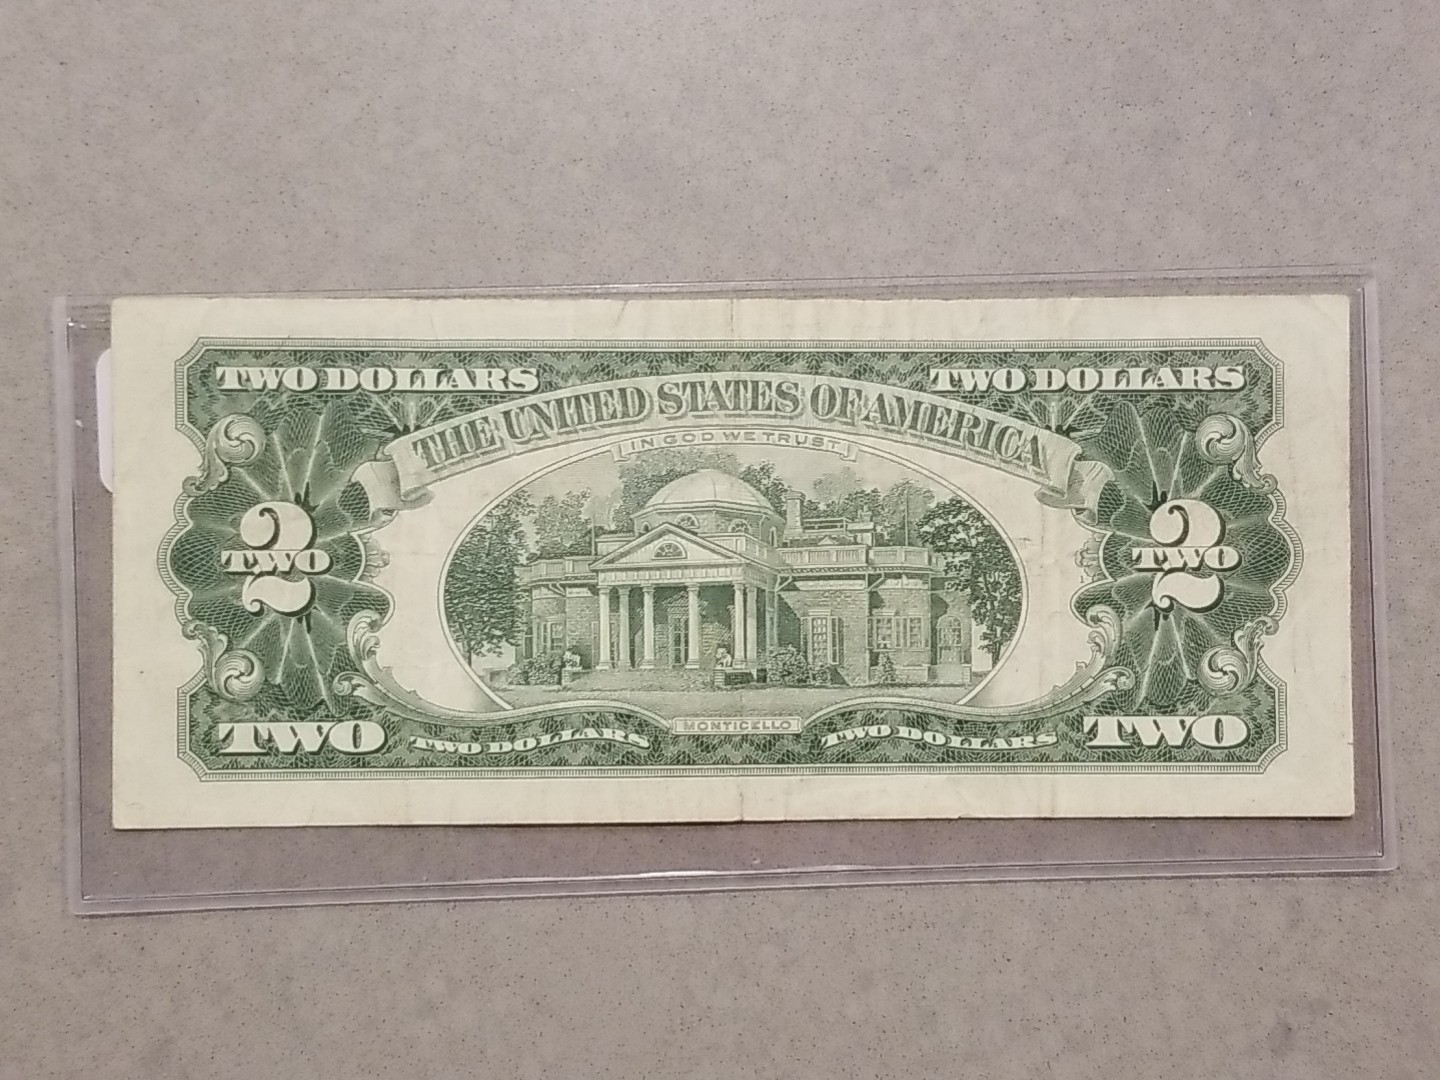 TWO DOLLARS TWO DOLLARS
THE UNITED STATES OF AMERICA
IN GOD WE TRUST
2 2
TWO TWO
MONTICELLO
TWO TWO DOLLARS TWO DOLLARS TWO